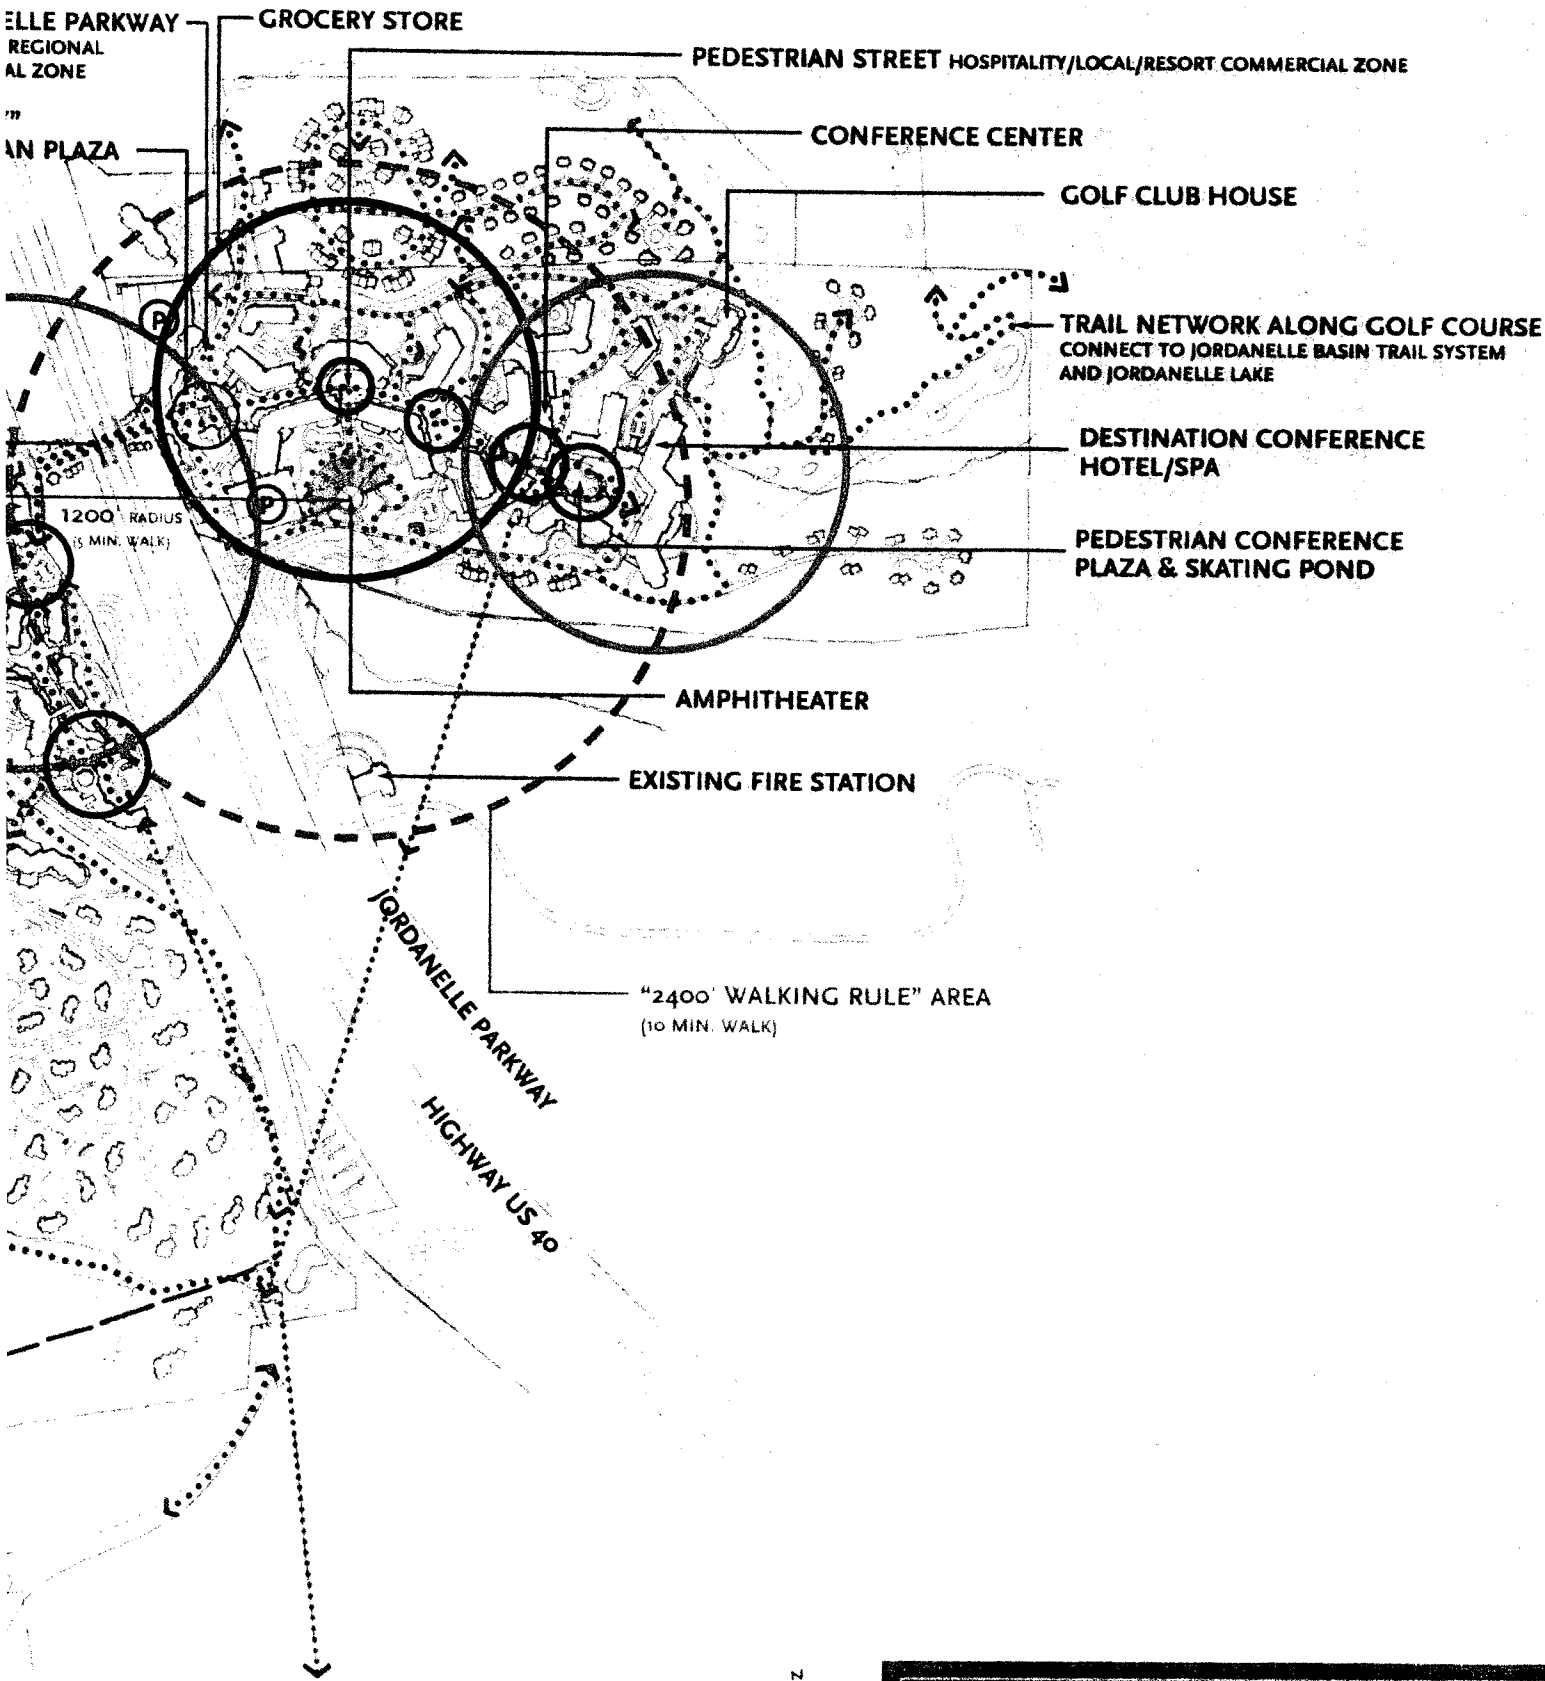 ELLE PARKWAY
REGIONAL
AL ZONE
GROCERY STORE
PEDESTRIAN STREET HOSPITALITY/LOCAL/RESORT COMMERCIAL ZONE
AN PLAZA
CONFERENCE CENTER
GOLF CLUB HOUSE
P
TRAIL NETWORK ALONG GOLF COURSE
CONNECT TO JORDANELLE BASIN TRAIL SYSTEM
AND JORDANELLE LAKE
DESTINATION CONFERENCE
HOTEL/SPA
P
1200' RADIUS
(5 MIN. WALK)
PEDESTRIAN CONFERENCE
PLAZA & SKATING POND
AMPHITHEATER
EXISTING FIRE STATION
JORDANELLE PARKWAY
"2400' WALKING RULE" AREA
(10 MIN. WALK)
HIGHWAY US 40
Z